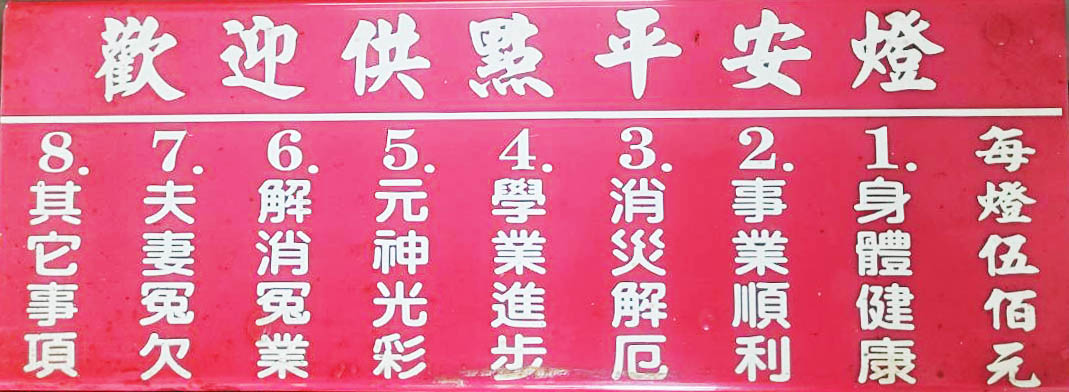 歡迎供點平安燈
每燈伍佰元
1.身體健康
2.事業順利
3.消災解厄
4.學業進步
5.元神光彩
6.解消冤業
7.夫妻冤欠
8.其它事項